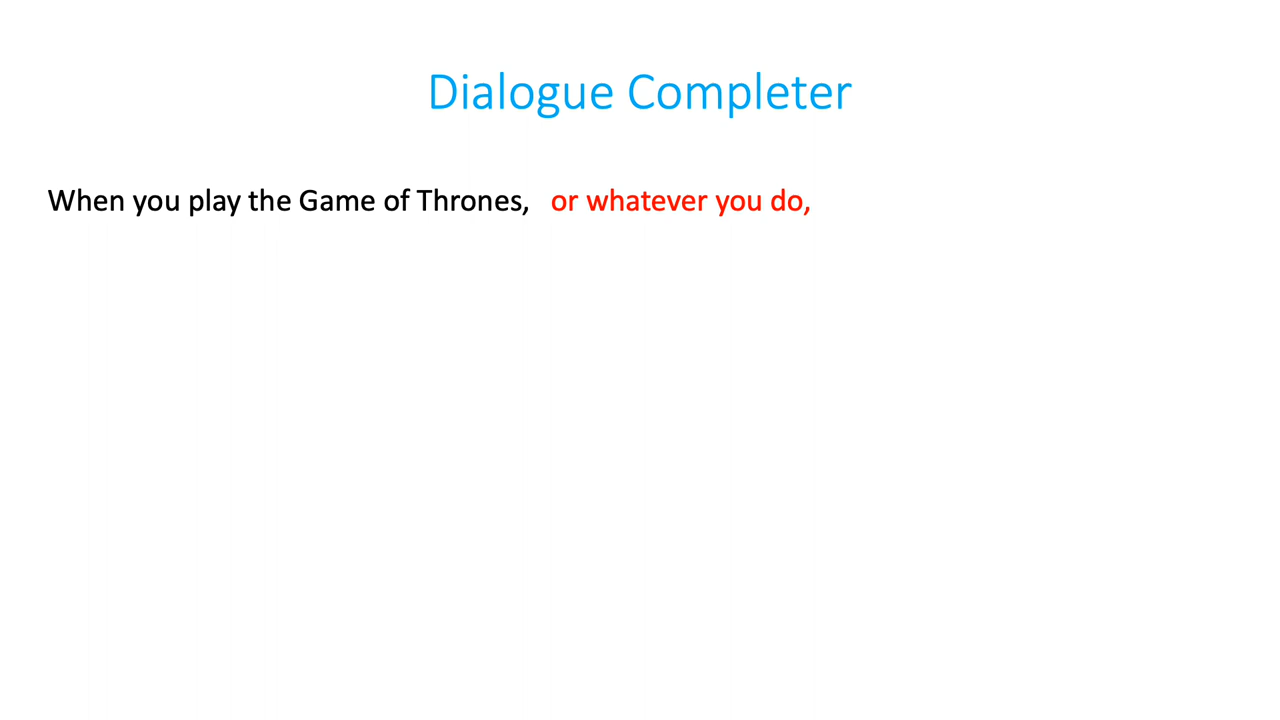 Dialogue Completer
When you play the Game of Thrones, or whatever you do,